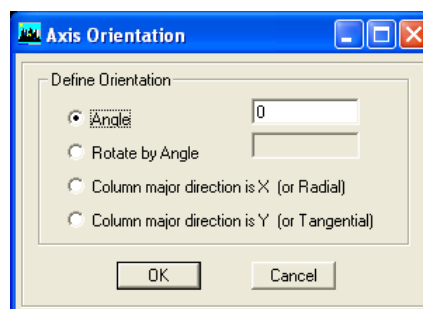 Axis Orientation
Define Orientation
Angle 0
Rotate by Angle
Column major direction is X (or Radial)
Column major direction is Y (or Tangential)
OK Cancel